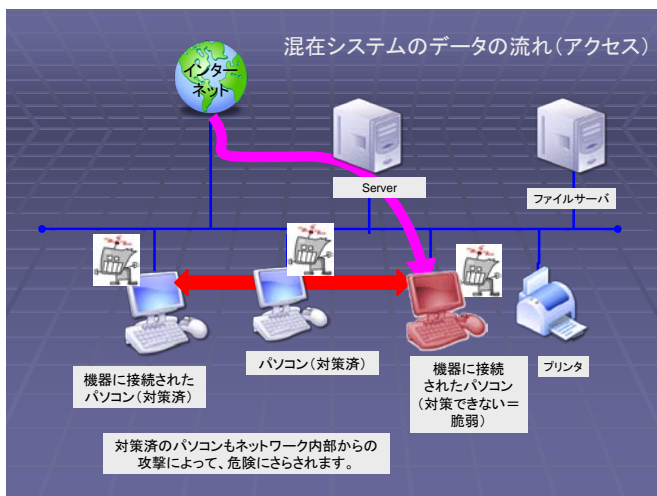 混在システムのデータの流れ(アクセス)
インター
ネット
Server
ファイルサーバ
機器に接続された
パソコン(対策済)
パソコン(対策済)
機器に接続
されたパソコン
(対策できない=
脆弱)
プリンタ
対策済のパソコンもネットワーク内部からの
攻撃によって、危険にさらされます。